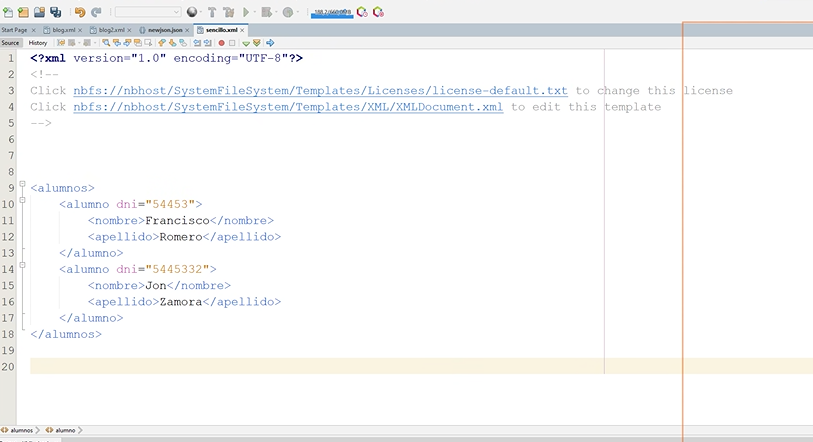 Start Page blog.xml blog2.xml newjson.json sencillo.xml
Source History
1 <?xml version="1.0" encoding="UTF-8"?>
2 <!--
3 Click nbfs://nbhost/SystemFileSystem/Templates/Licenses/license-default.txt to change this license
4 Click nbfs://nbhost/SystemFileSystem/Templates/XML/XMLDocument.xml to edit this template
5 -->
6
7
8
9 <alumnos>
10 <alumno dni="54453">
11 <nombre>Francisco</nombre>
12 <apellido>Romero</apellido>
13 </alumno>
14 <alumno dni="5445332">
15 <nombre>Jon</nombre>
16 <apellido>Zamora</apellido>
17 </alumno>
18 </alumnos>
19
20
alumnos alumno